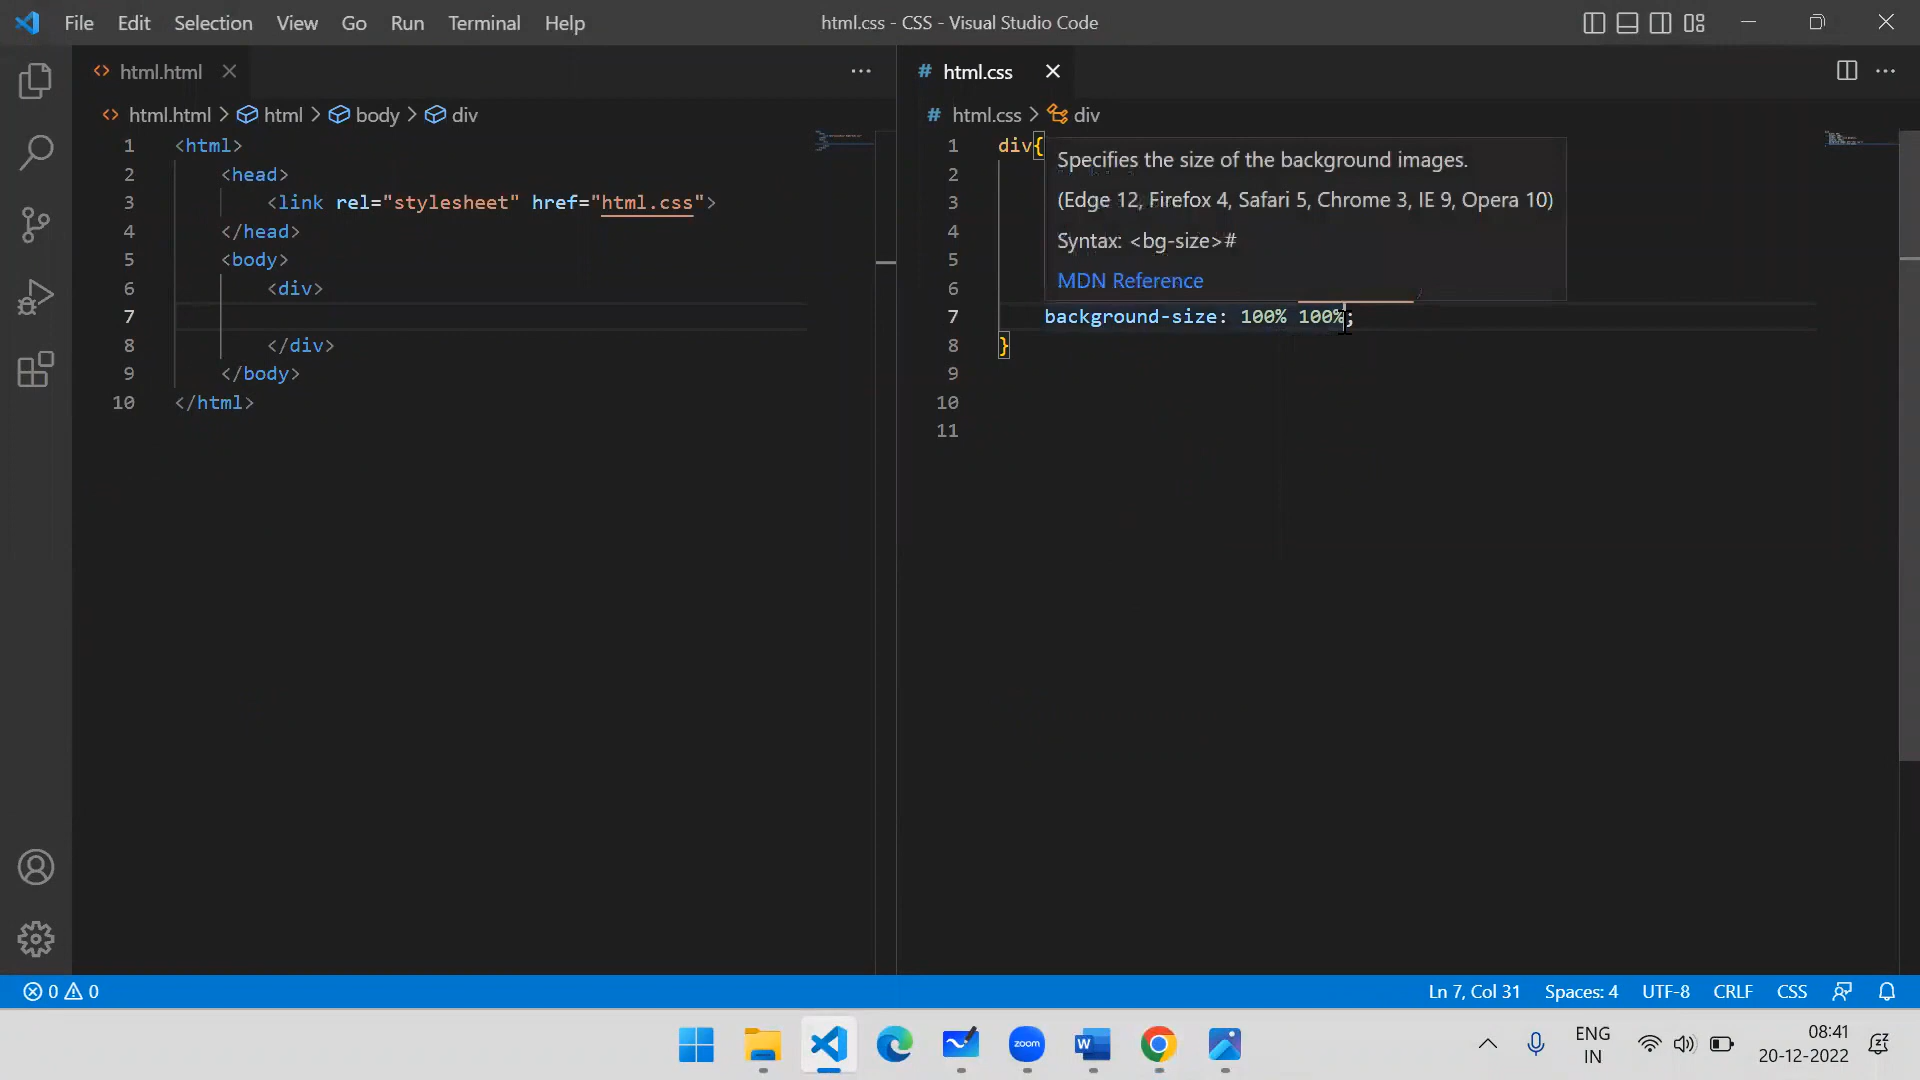 File Edit Selection View Go Run Terminal Help html.css - CSS - Visual Studio Code
html.html
html.html > html > body > div
1 <html>
2 <head>
3 <link rel="stylesheet" href="html.css">
4 </head>
5 <body>
6 <div>
7
8 </div>
9 </body>
10 </html>
# html.css
# html.css > div
1 div{
2
3
4
5
6
Specifies the size of the background images.
(Edge 12, Firefox 4, Safari 5, Chrome 3, IE 9, Opera 10)
Syntax: <bg-size>#
MDN Reference
7 background-size: 100% 100%;
8 }
9
10
11
0 0 Ln 7, Col 31 Spaces: 4 UTF-8 CRLF CSS
zoom W ENG 08:41
IN 20-12-2022